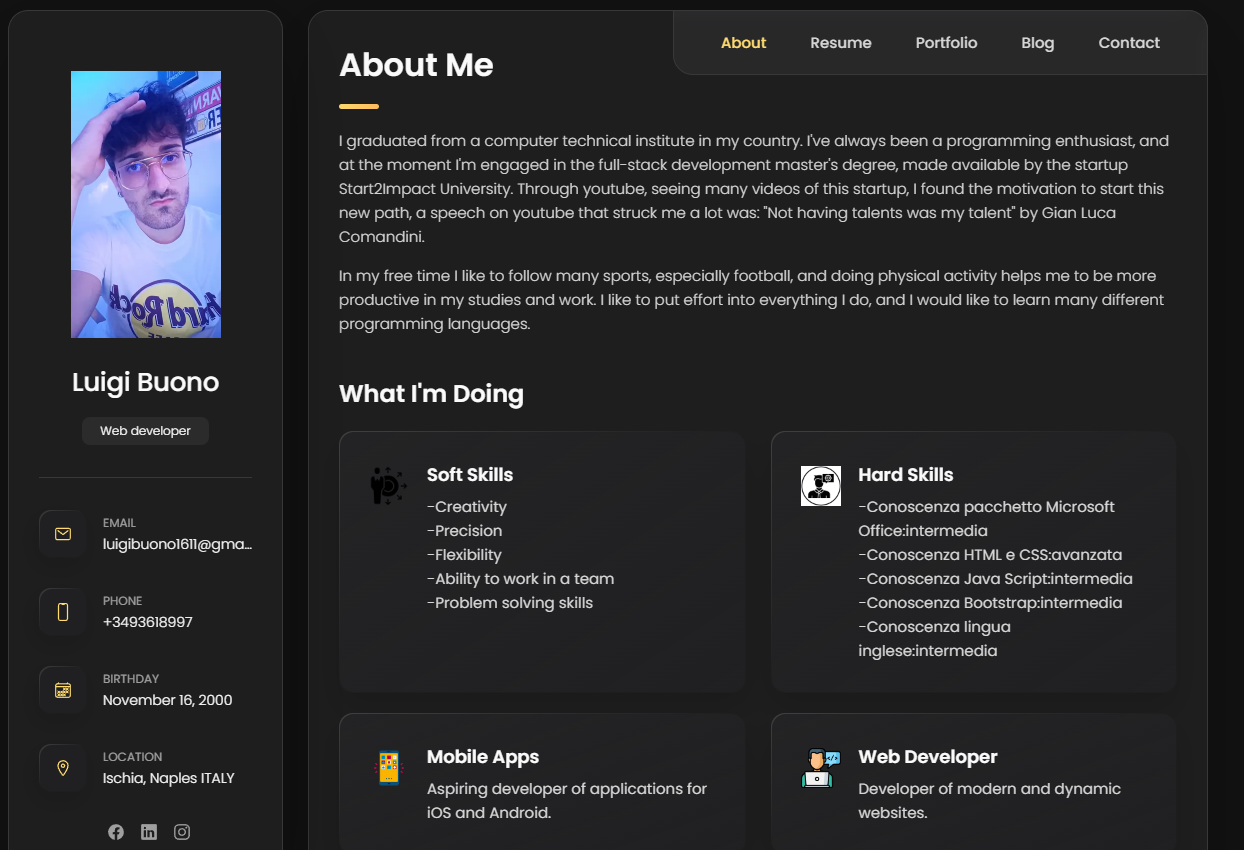 About
Resume
Portfolio
Blog
Contact
About Me
I graduated from a computer technical institute in my country. I've always been a programming enthusiast, and
at the moment I'm engaged in the full-stack development master's degree, made available by the startup
Start2Impact University. Through youtube, seeing many videos of this startup, I found the motivation to start this
new path, a speech on youtube that struck me a lot was: "Not having talents was my talent" by Gian Luca
Comandini.
In my free time I like to follow many sports, especially football, and doing physical activity helps me to be more
productive in my studies and work. I like to put effort into everything I do, and I would like to learn many different
programming languages.
Hard Rock
Luigi Buono
Web developer
EMAIL
luigibuono1611@gma...
PHONE
+3493618997
BIRTHDAY
November 16, 2000
LOCATION
Ischia, Naples ITALY
What I'm Doing
Soft Skills
-Creativity
-Precision
-Flexibility
-Ability to work in a team
-Problem solving skills
Hard Skills
-Conoscenza pacchetto Microsoft
Office:intermedia
-Conoscenza HTML e CSS:avanzata
-Conoscenza Java Script:intermedia
-Conoscenza Bootstrap:intermedia
-Conoscenza lingua
inglese:intermedia
Mobile Apps
Aspiring developer of applications for
iOS and Android.
Web Developer
Developer of modern and dynamic
websites.